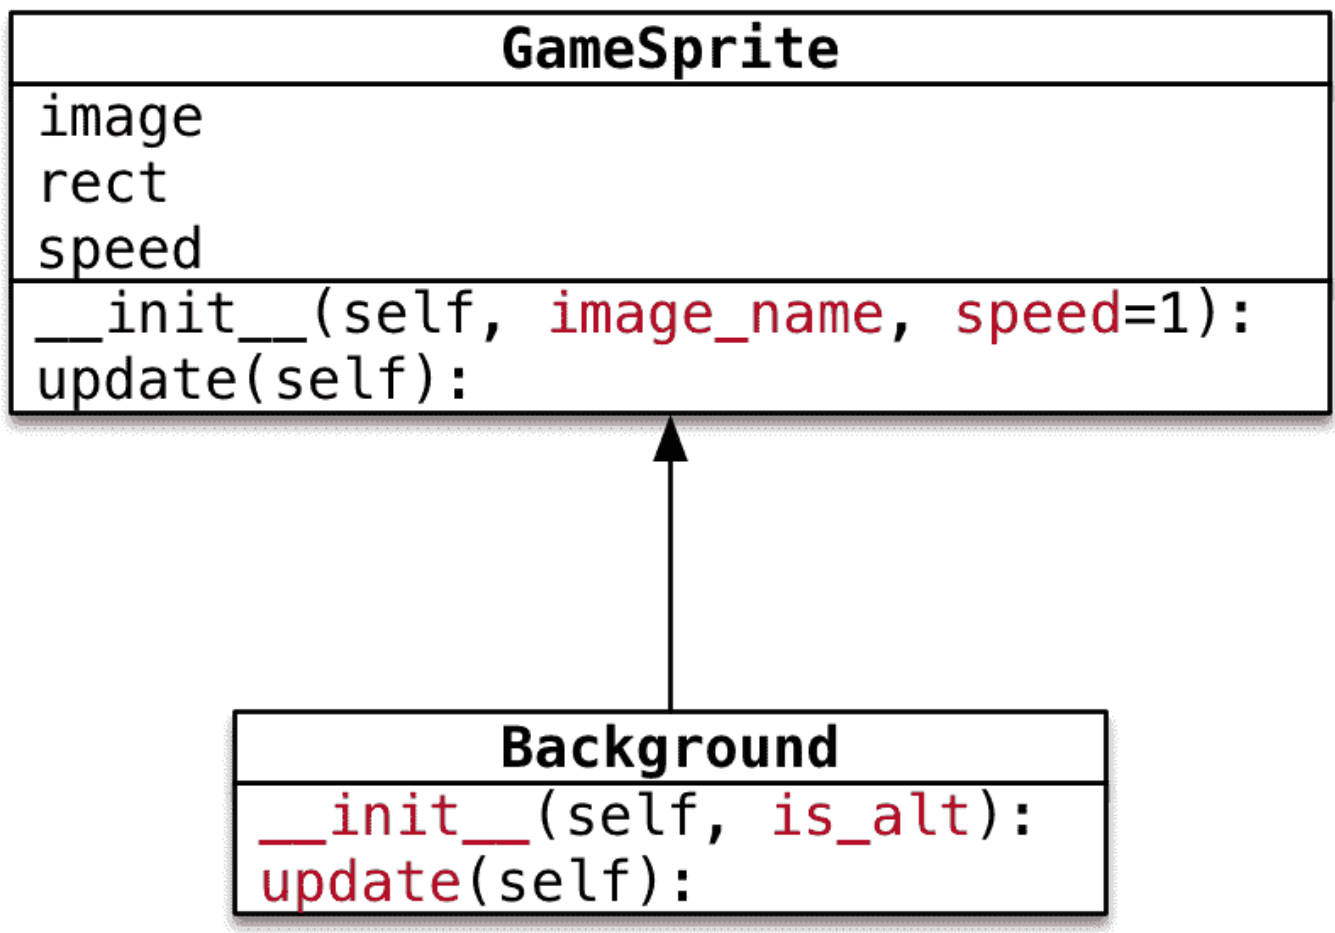 GameSprite
image
rect
speed
__init__(self, image_name, speed=1):
update(self):
Background
__init__(self, is_alt):
update(self):